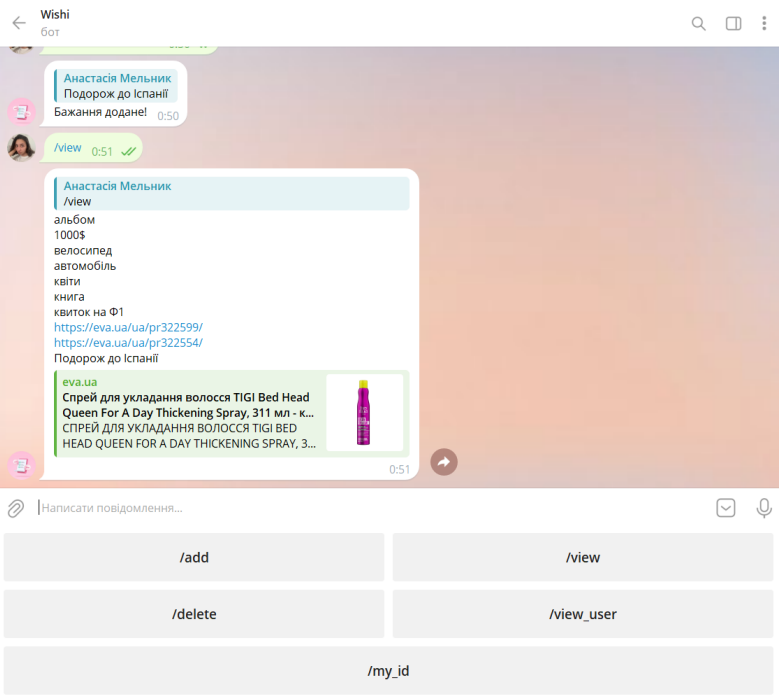 Wishi
бот
Анастасія Мельник
Подорож до Іспанії
Бажання додане! 0:50
/view 0:51
Анастасія Мельник
/view
альбом
1000$
велосипед
автомобіль
квіти
книга
квиток на Ф1
https://eva.ua/ua/pr322599/
https://eva.ua/ua/pr322554/
Подорож до Іспанії
eva.ua
Спрей для укладання волосся TIGI Bed Head
Queen For A Day Thickening Spray, 311 мл - к...
СПРЕЙ ДЛЯ УКЛАДАННЯ ВОЛОССЯ TIGI BED
HEAD QUEEN FOR A DAY THICKENING SPRAY, 3...
0:51
Написати повідомлення...
/add
/view
/delete
/view_user
/my_id